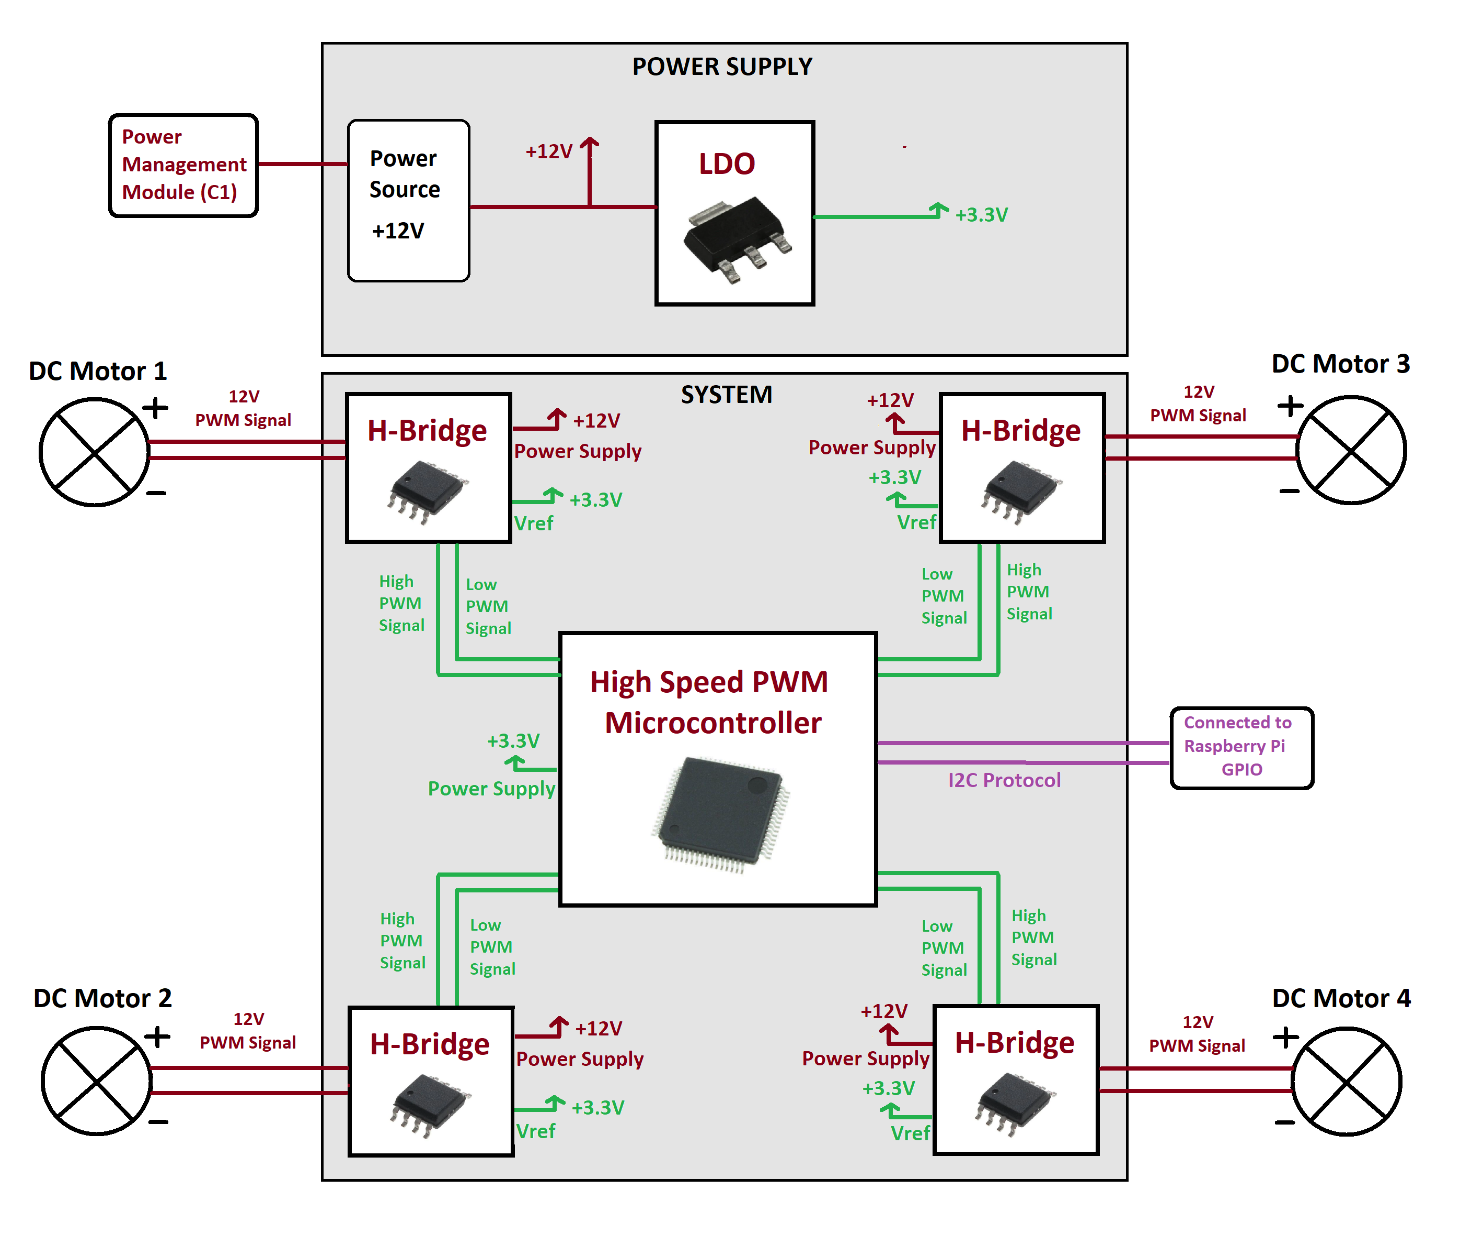 POWER SUPPLY
Power
Management
Module (C1)
Power
Source
+12V
+12V
LDO
+3.3V
SYSTEM
DC Motor 1
+
12V
PWM Signal
−
H-Bridge
+12V
Power Supply
+3.3V
Vref
+12V
Power Supply
+3.3V
Vref
H-Bridge
DC Motor 3
12V
PWM Signal
+
−
High
PWM
Signal
Low
PWM
Signal
Low
PWM
Signal
High
PWM
Signal
High Speed PWM
Microcontroller
+3.3V
Power Supply
I2C Protocol
Connected to
Raspberry Pi
GPIO
High
PWM
Signal
Low
PWM
Signal
Low
PWM
Signal
High
PWM
Signal
DC Motor 2
+
12V
PWM Signal
−
H-Bridge
+12V
Power Supply
+3.3V
Vref
+12V
Power Supply
+3.3V
Vref
H-Bridge
DC Motor 4
12V
PWM Signal
+
−